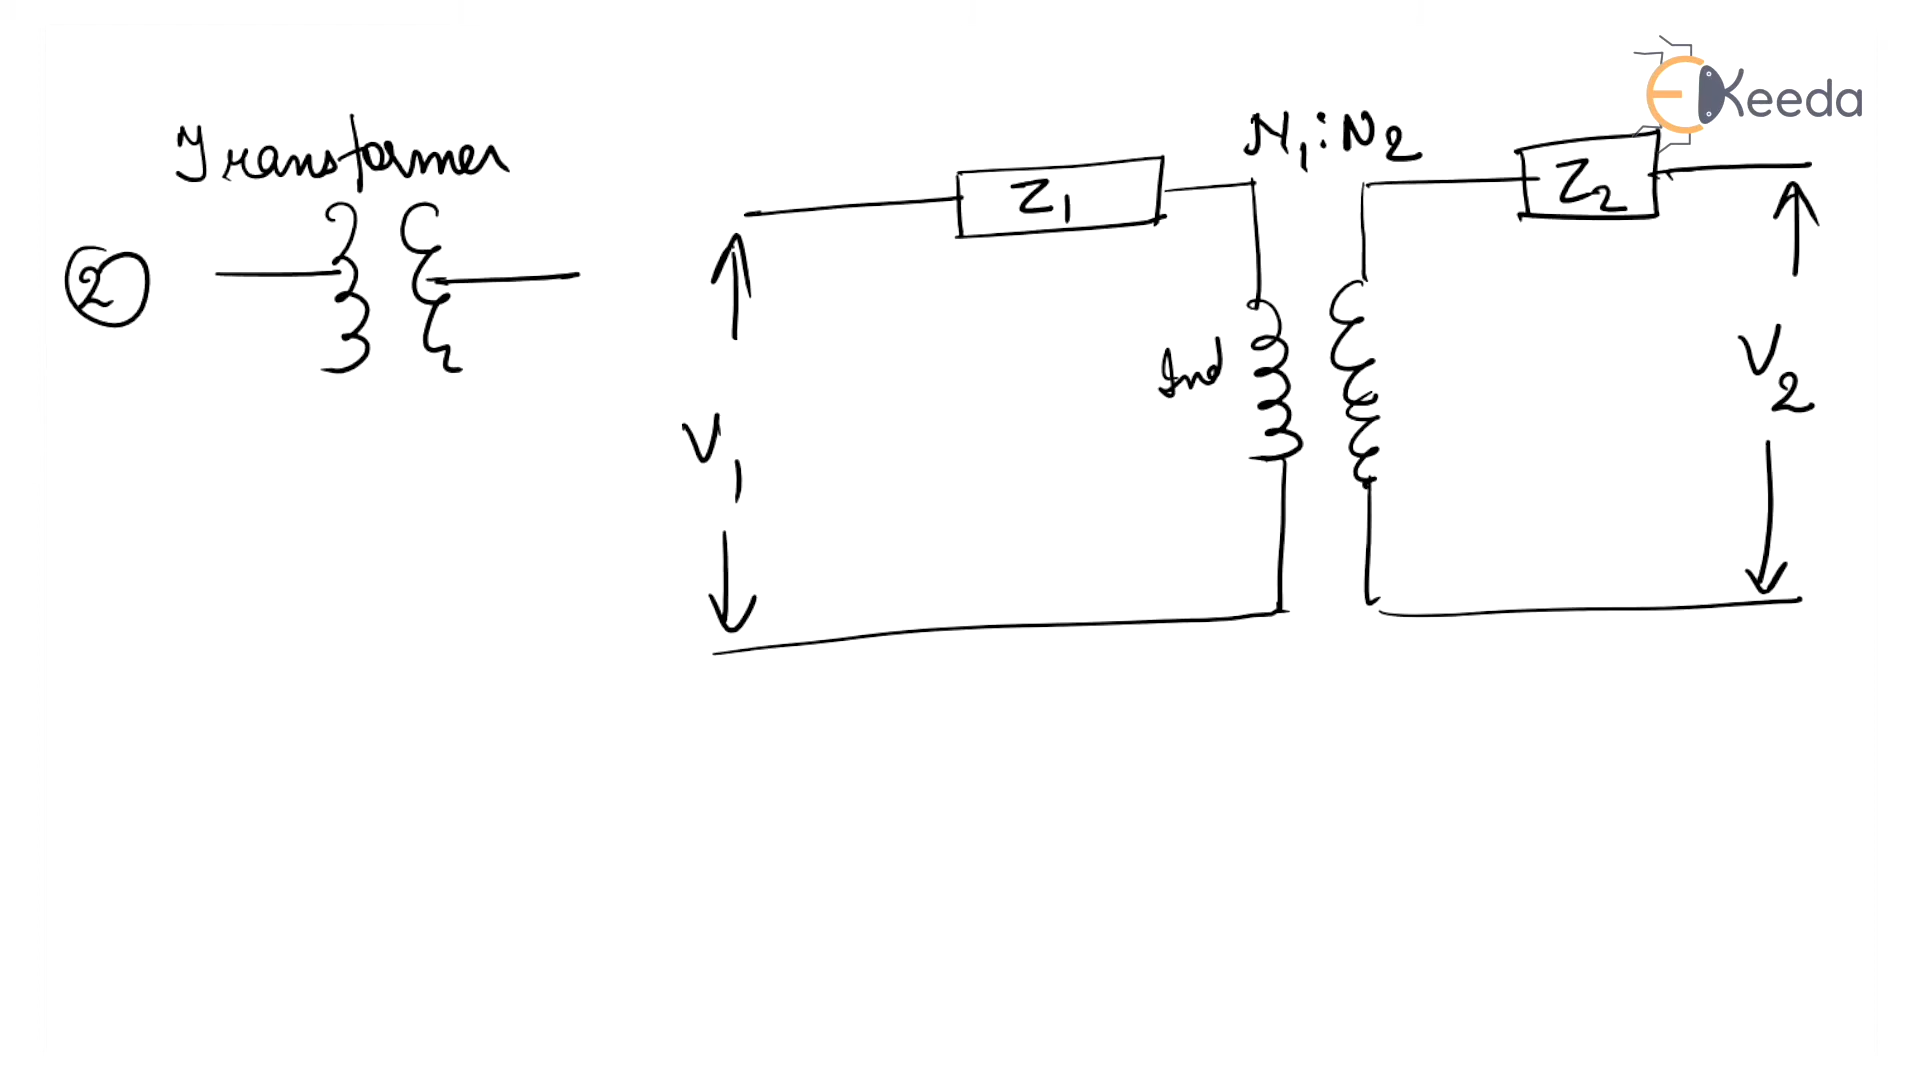 Transformer
2
Z1
N1:N2
Z2
Ind
V1
V2
EKeeda